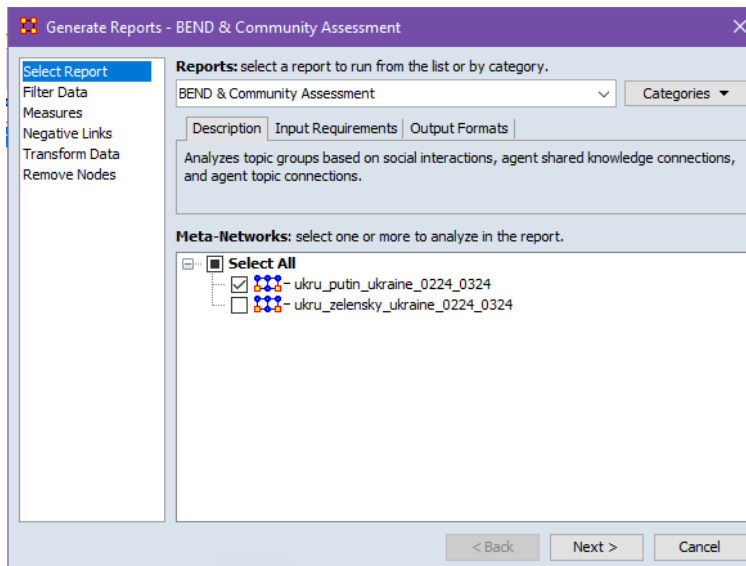 Generate Reports - BEND & Community Assessment
Select Report
Filter Data
Measures
Negative Links
Transform Data
Remove Nodes
Reports: select a report to run from the list or by category.
BEND & Community Assessment
Categories
Description Input Requirements Output Formats
Analyzes topic groups based on social interactions, agent shared knowledge connections,
and agent topic connections.
Meta-Networks: select one or more to analyze in the report.
Select All
ukru_putin_ukraine_0224_0324
ukru_zelensky_ukraine_0224_0324
< Back Next > Cancel